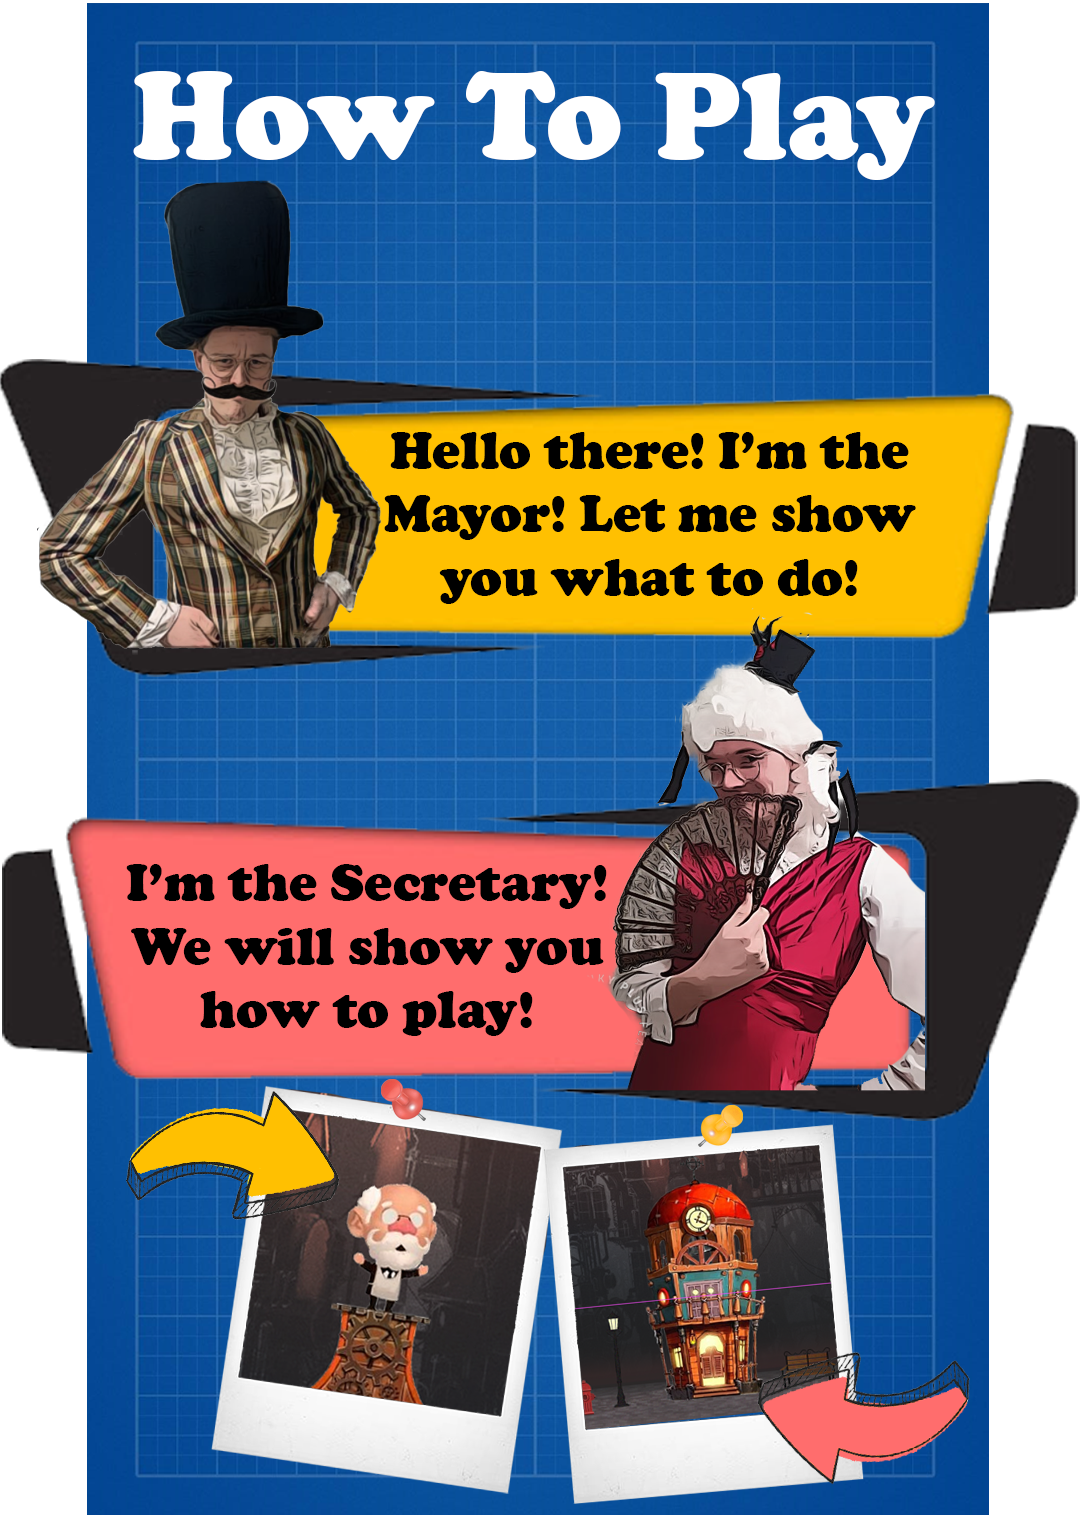 How To Play
Hello there! I’m the
Mayor! Let me show
you what to do!
I’m the Secretary!
We will show you
how to play!